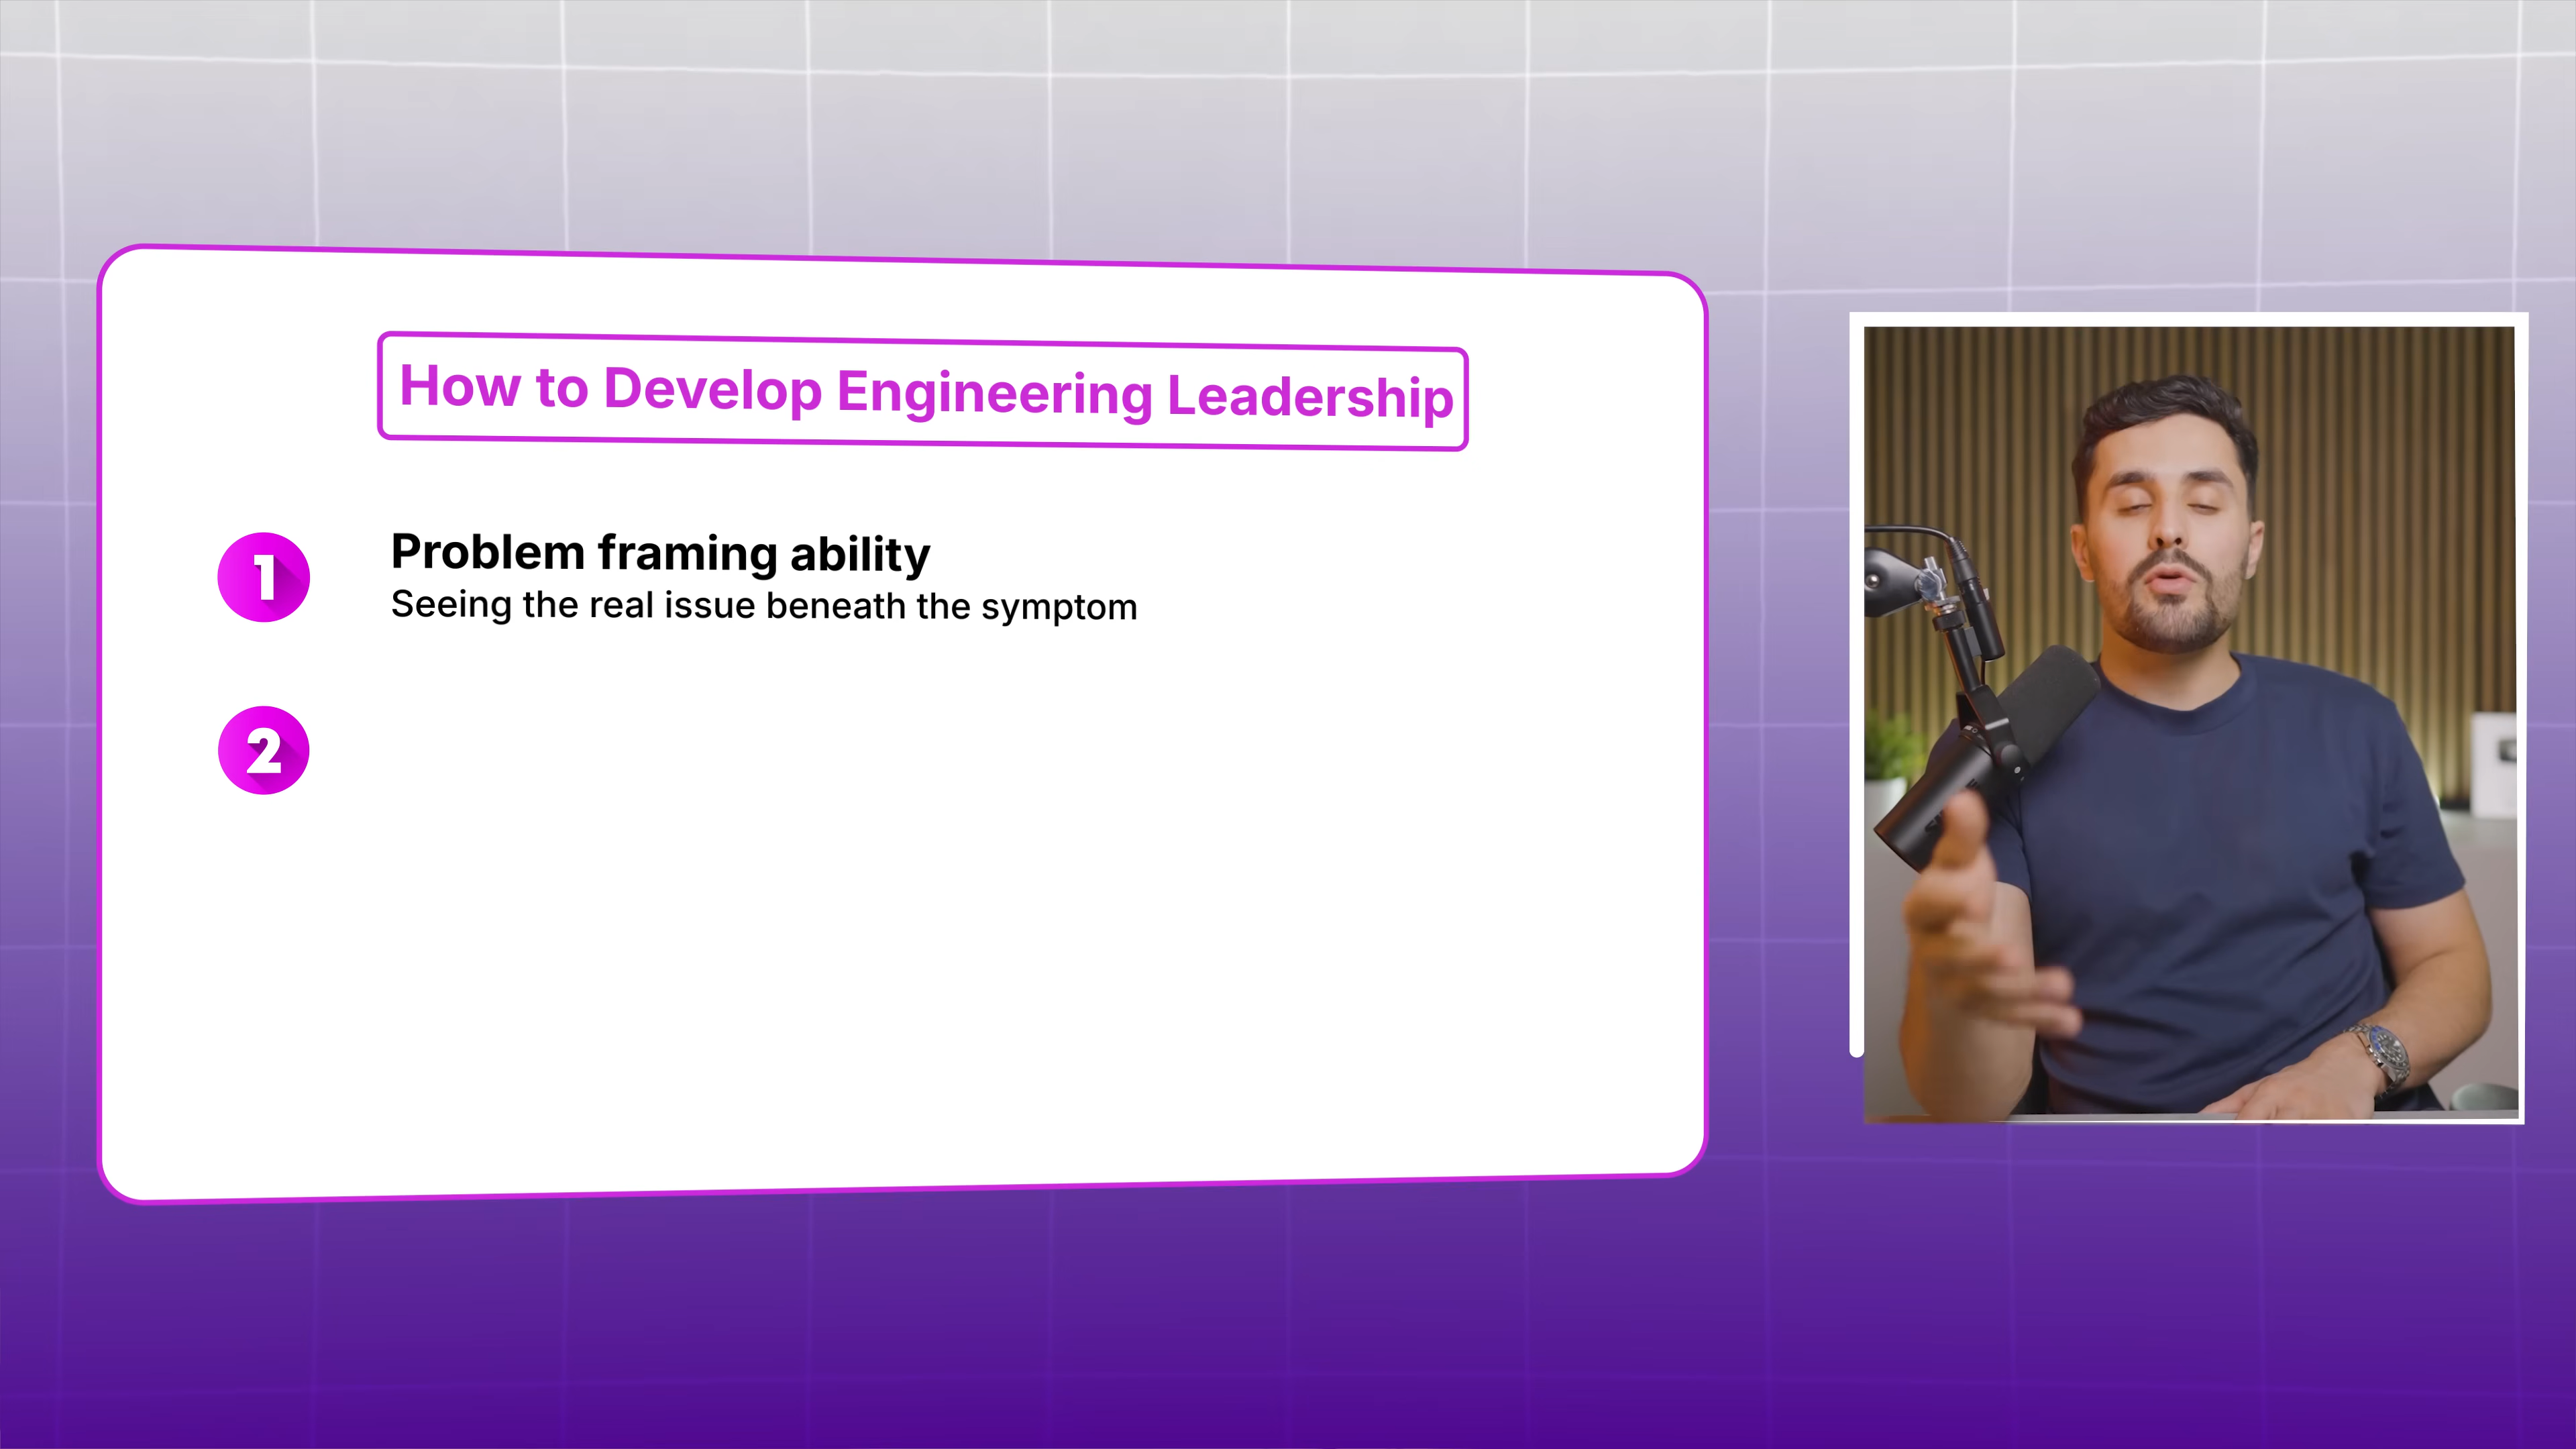 How to Develop Engineering Leadership
1
Problem framing ability
Seeing the real issue beneath the symptom
2